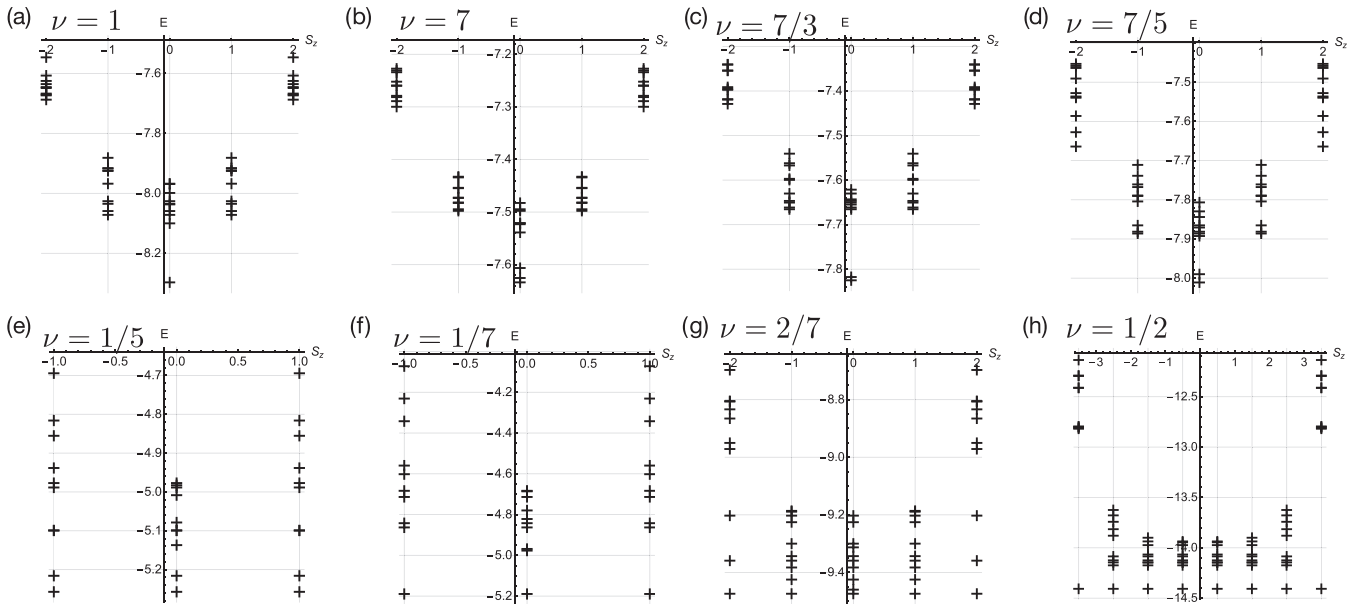 (a) ν = 1
E
S_z
−2 −1 0 1 2
−7.6
−7.8
−8.0
−8.2
(b) ν = 7
E
S_z
−2 −1 0 1 2
−7.2
−7.3
−7.4
−7.5
−7.6
(c) ν = 7/3
E
S_z
−2 −1 0 1 2
−7.4
−7.5
−7.6
−7.7
−7.8
(d) ν = 7/5
E
S_z
−2 −1 0 1 2
−7.5
−7.6
−7.7
−7.8
−7.9
−8.0
(e) ν = 1/5
E
S_z
−1.0 −0.5 0.0 0.5 1.0
−4.7
−4.8
−4.9
−5.0
−5.1
−5.2
(f) ν = 1/7
E
S_z
−1.0 −0.5 0.0 0.5 1.0
−4.2
−4.4
−4.6
−4.8
−5.0
−5.2
(g) ν = 2/7
E
S_z
−2 −1 0 1 2
−8.8
−9.0
−9.2
−9.4
(h) ν = 1/2
E
S_z
−3 −2 −1 0 1 2 3
−12.5
−13.0
−13.5
−14.0
−14.5